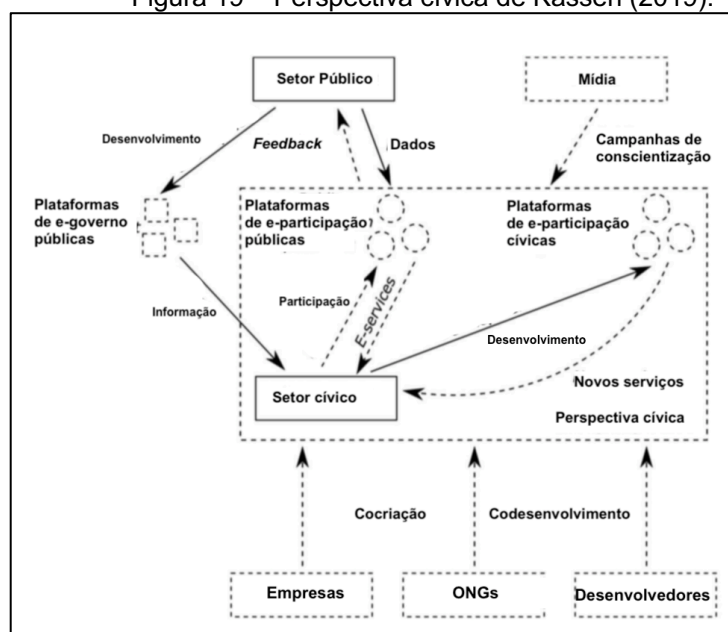 Figura 19 – Perspectiva cívica de Kassen (2019).
Setor Público
Mídia
Desenvolvimento
Feedback
Dados
Campanhas de
conscientização
Plataformas
de e-governo
públicas
Plataformas
de e-participação
públicas
Plataformas
de e-participação
cívicas
Informação
Participação
E-services
Desenvolvimento
Setor cívico
Novos serviços
Perspectiva cívica
Cocriação
Codesenvolvimento
Empresas
ONGs
Desenvolvedores